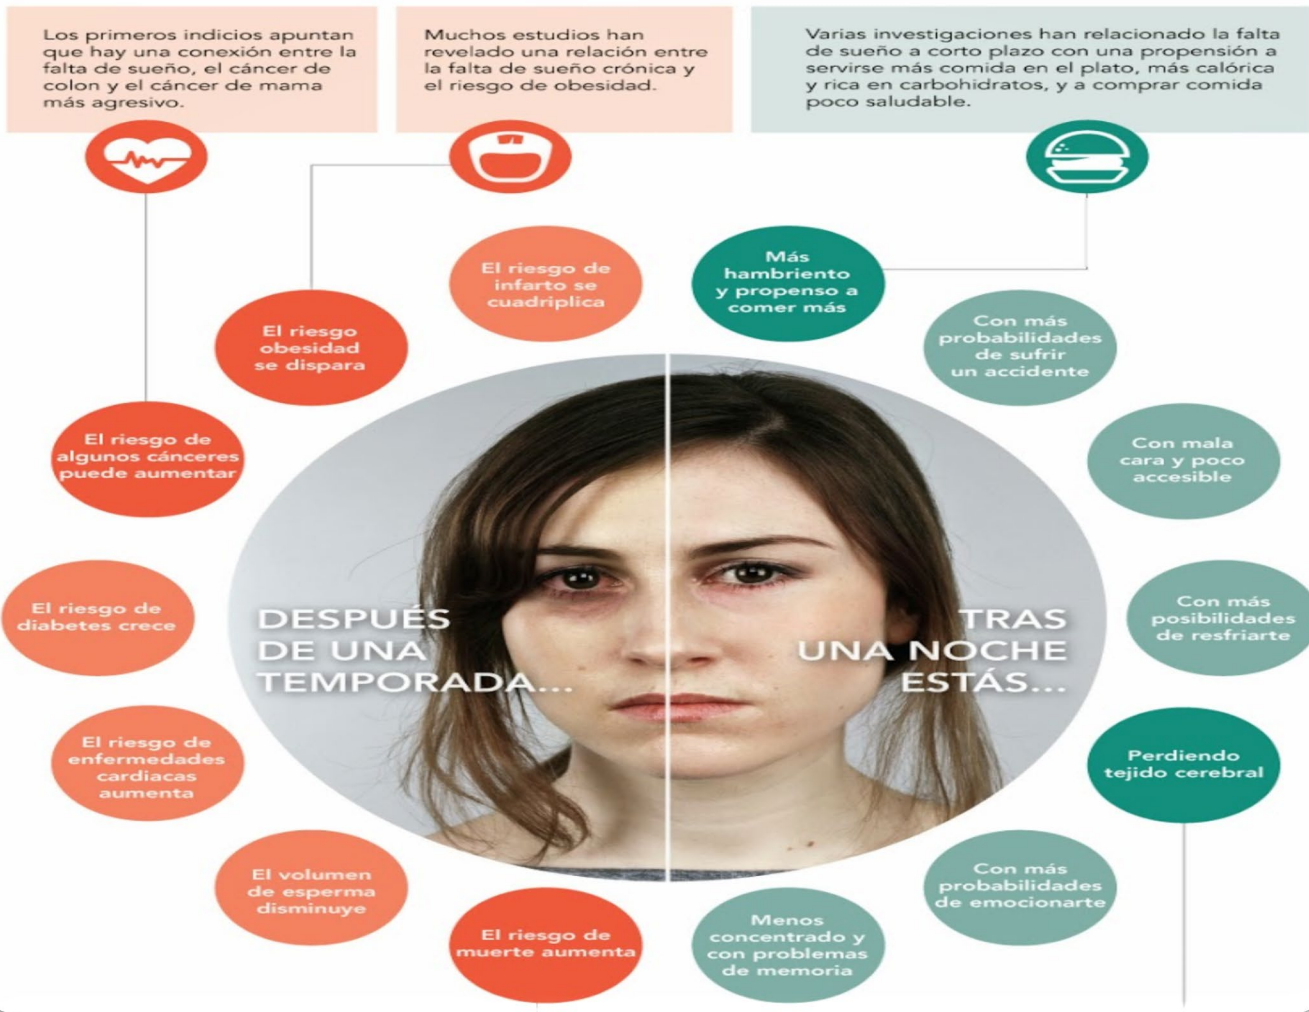 Los primeros indicios apuntan
que hay una conexión entre la
falta de sueño, el cáncer de
colon y el cáncer de mama
más agresivo.
Muchos estudios han
revelado una relación entre
la falta de sueño crónica y
el riesgo de obesidad.
Varias investigaciones han relacionado la falta
de sueño a corto plazo con una propensión a
servirse más comida en el plato, más calórica
y rica en carbohidratos, y a comprar comida
poco saludable.
El riesgo de
infarto se
cuadriplica
Más
hambriento
y propenso a
comer más
El riesgo
obesidad
se dispara
Con más
probabilidades
de sufrir
un accidente
El riesgo de
algunos cánceres
puede aumentar
Con mala
cara y poco
accesible
El riesgo de
diabetes crece
DESPUÉS
DE UNA
TEMPORADA...
TRAS
UNA NOCHE
ESTÁS...
Con más
posibilidades
de resfriarte
El riesgo de
enfermedades
cardiacas
aumenta
Perdiendo
tejido cerebral
El volumen
de esperma
disminuye
Con más
probabilidades
de emocionarte
El riesgo de
muerte aumenta
Menos
concentrado y
con problemas
de memoria